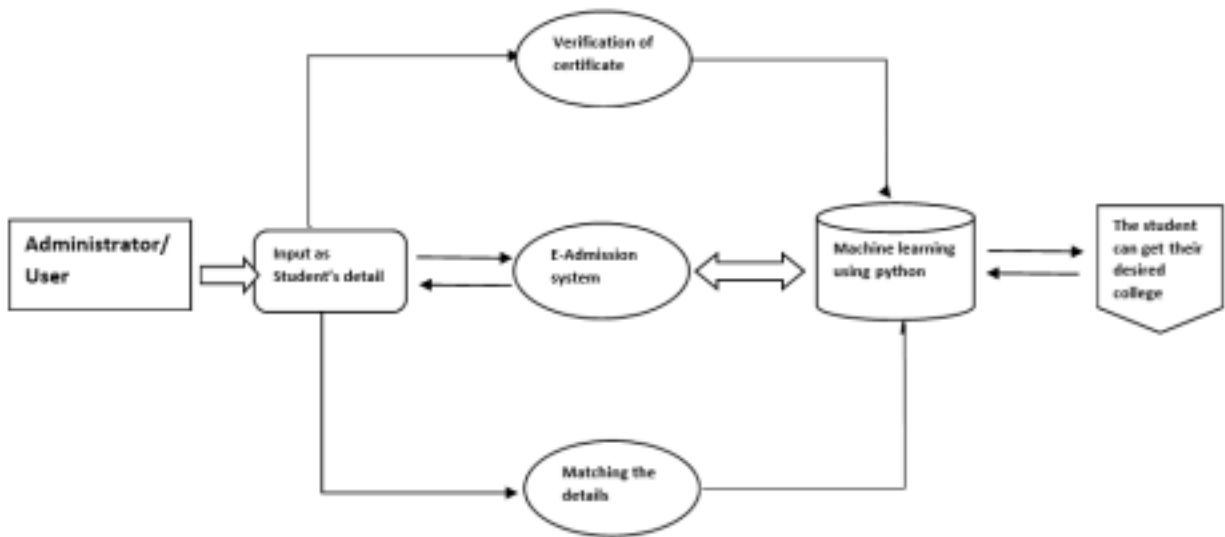 Verification of
certificate
Administrator/
User
Input as
Student's detail
E-Admission
system
Machine learning
using python
The student
can get their
desired
college
Matching the
details